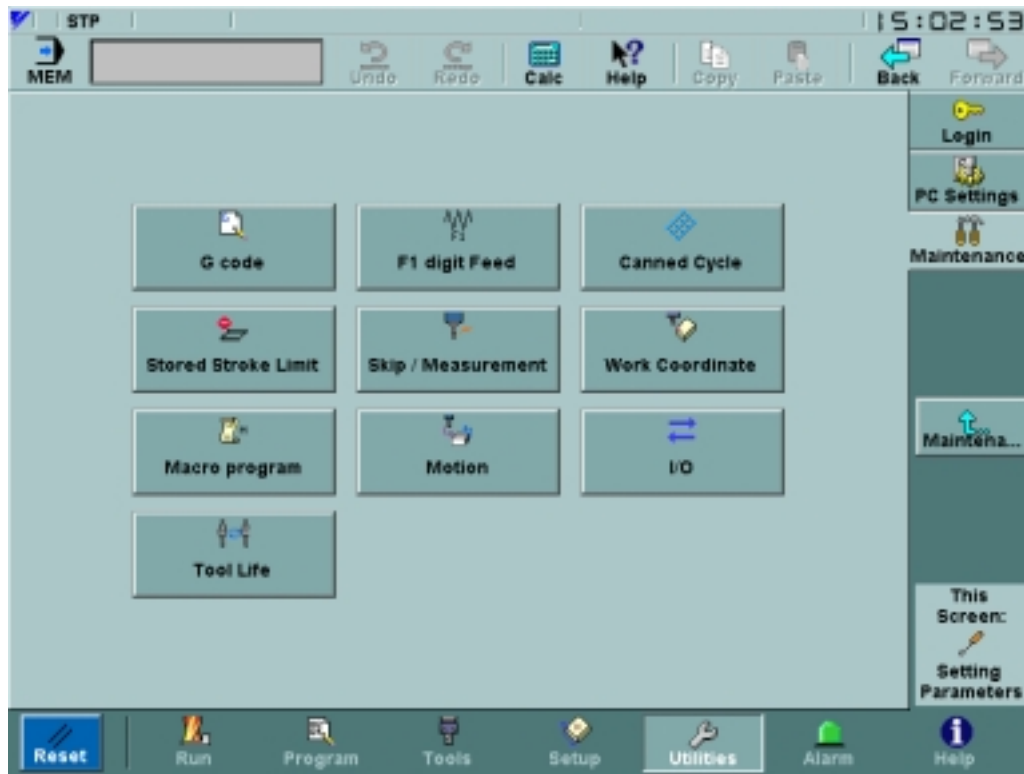 STP
15:02:53
MEM
Undo
Redo
Calc
Help
Copy
Paste
Back
Forward
Login
PC Settings
Maintenance
G code
F1 digit Feed
Canned Cycle
Stored Stroke Limit
Skip / Measurement
Work Coordinate
Macro program
Motion
I/O
Maintena...
Tool Life
This
Screen:
Setting
Parameters
Reset
Run
Program
Tools
Setup
Utilities
Alarm
Help